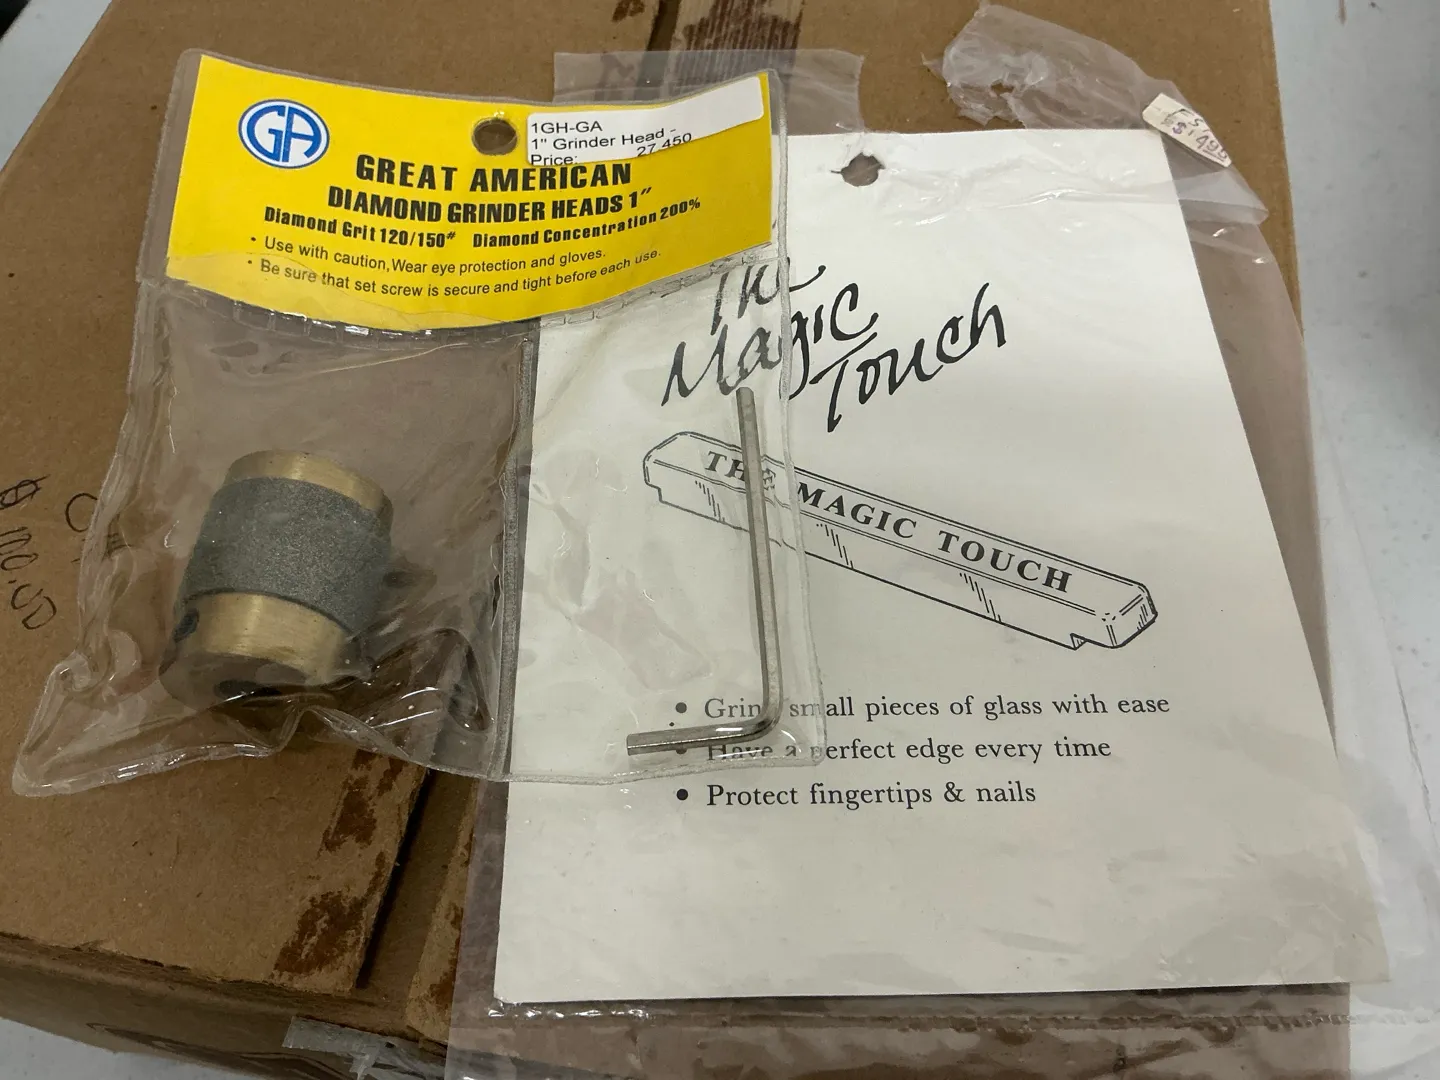 GA
1GH-GA
1" Grinder Head -
Price: 27.450
GREAT AMERICAN
DIAMOND GRINDER HEADS 1"
Diamond Grit 120/150# Diamond Concentration 200%
• Use with caution,Wear eye protection and gloves.
• Be sure that set screw is secure and tight before each use.
The
Magic
Touch
THE MAGIC TOUCH
• Grind small pieces of glass with ease
• Have a perfect edge every time
• Protect fingertips & nails